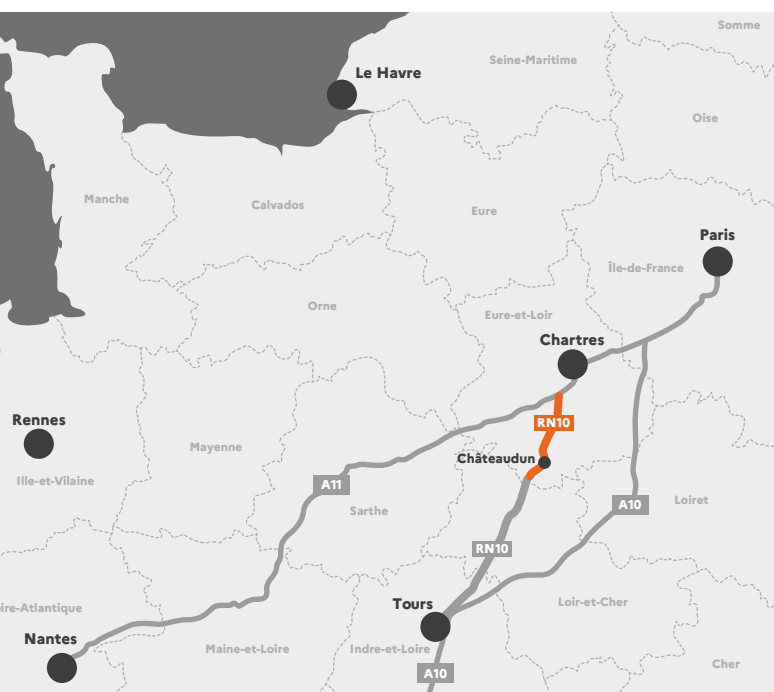 Somme
Seine-Maritime
Le Havre
Oise
Manche
Calvados
Eure
Paris
Île-de-France
Orne
Eure-et-Loir
Chartres
Rennes
RN10
Mayenne
Châteaudun
Ille-et-Vilaine
A11
Loiret
A10
Sarthe
RN10
Tours
Loir-et-Cher
ire-Atlantique
Nantes
Maine-et-Loire
Indre-et-Loire
Cher
A10